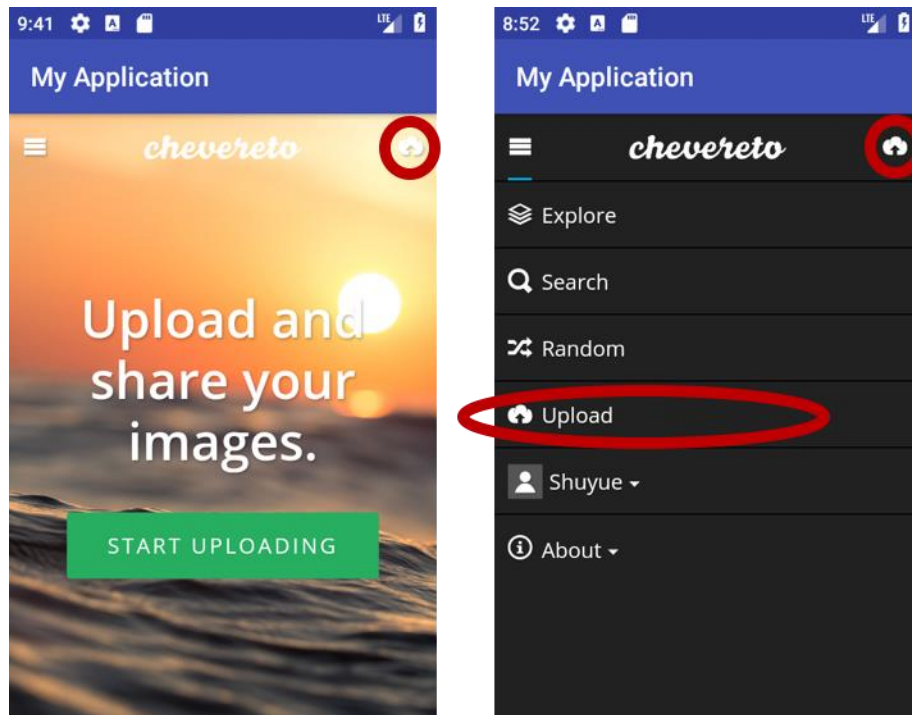 9:41
LTE
My Application
chevereto
Upload and
share your
images.
START UPLOADING
8:52
LTE
My Application
chevereto
Explore
Search
Random
Upload
Shuyue
About